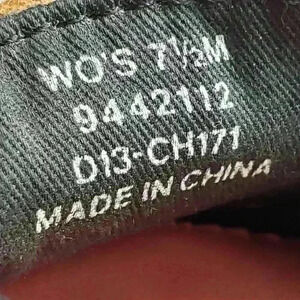 WO'S 7½M
9442112
D13-CH171
MADE IN CHINA